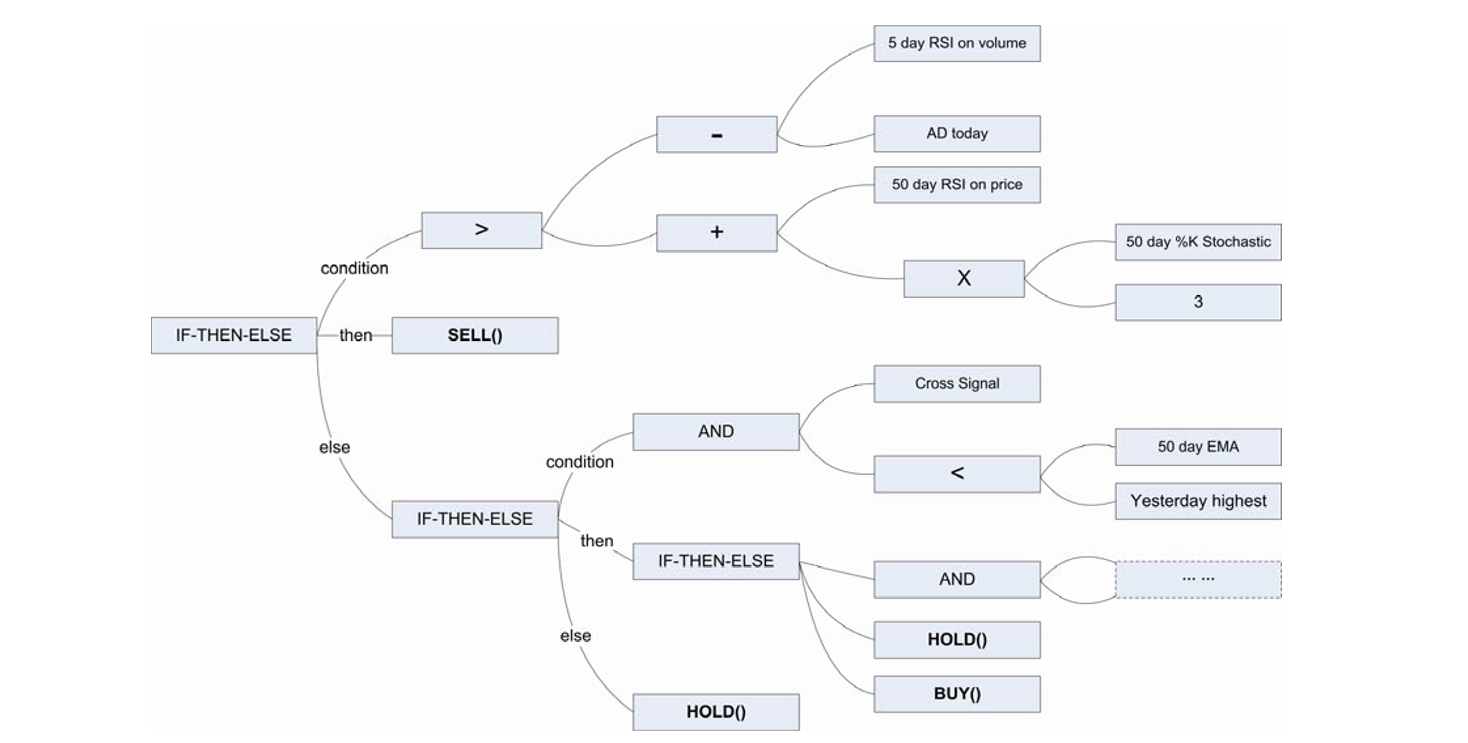 5 day RSI on volume
-
AD today
50 day RSI on price
>
+
50 day %K Stochastic
condition
X
3
IF-THEN-ELSE
then
SELL()
Cross Signal
AND
else
50 day EMA
condition
<
Yesterday highest
IF-THEN-ELSE
then
IF-THEN-ELSE
AND
... ...
else
HOLD()
BUY()
HOLD()